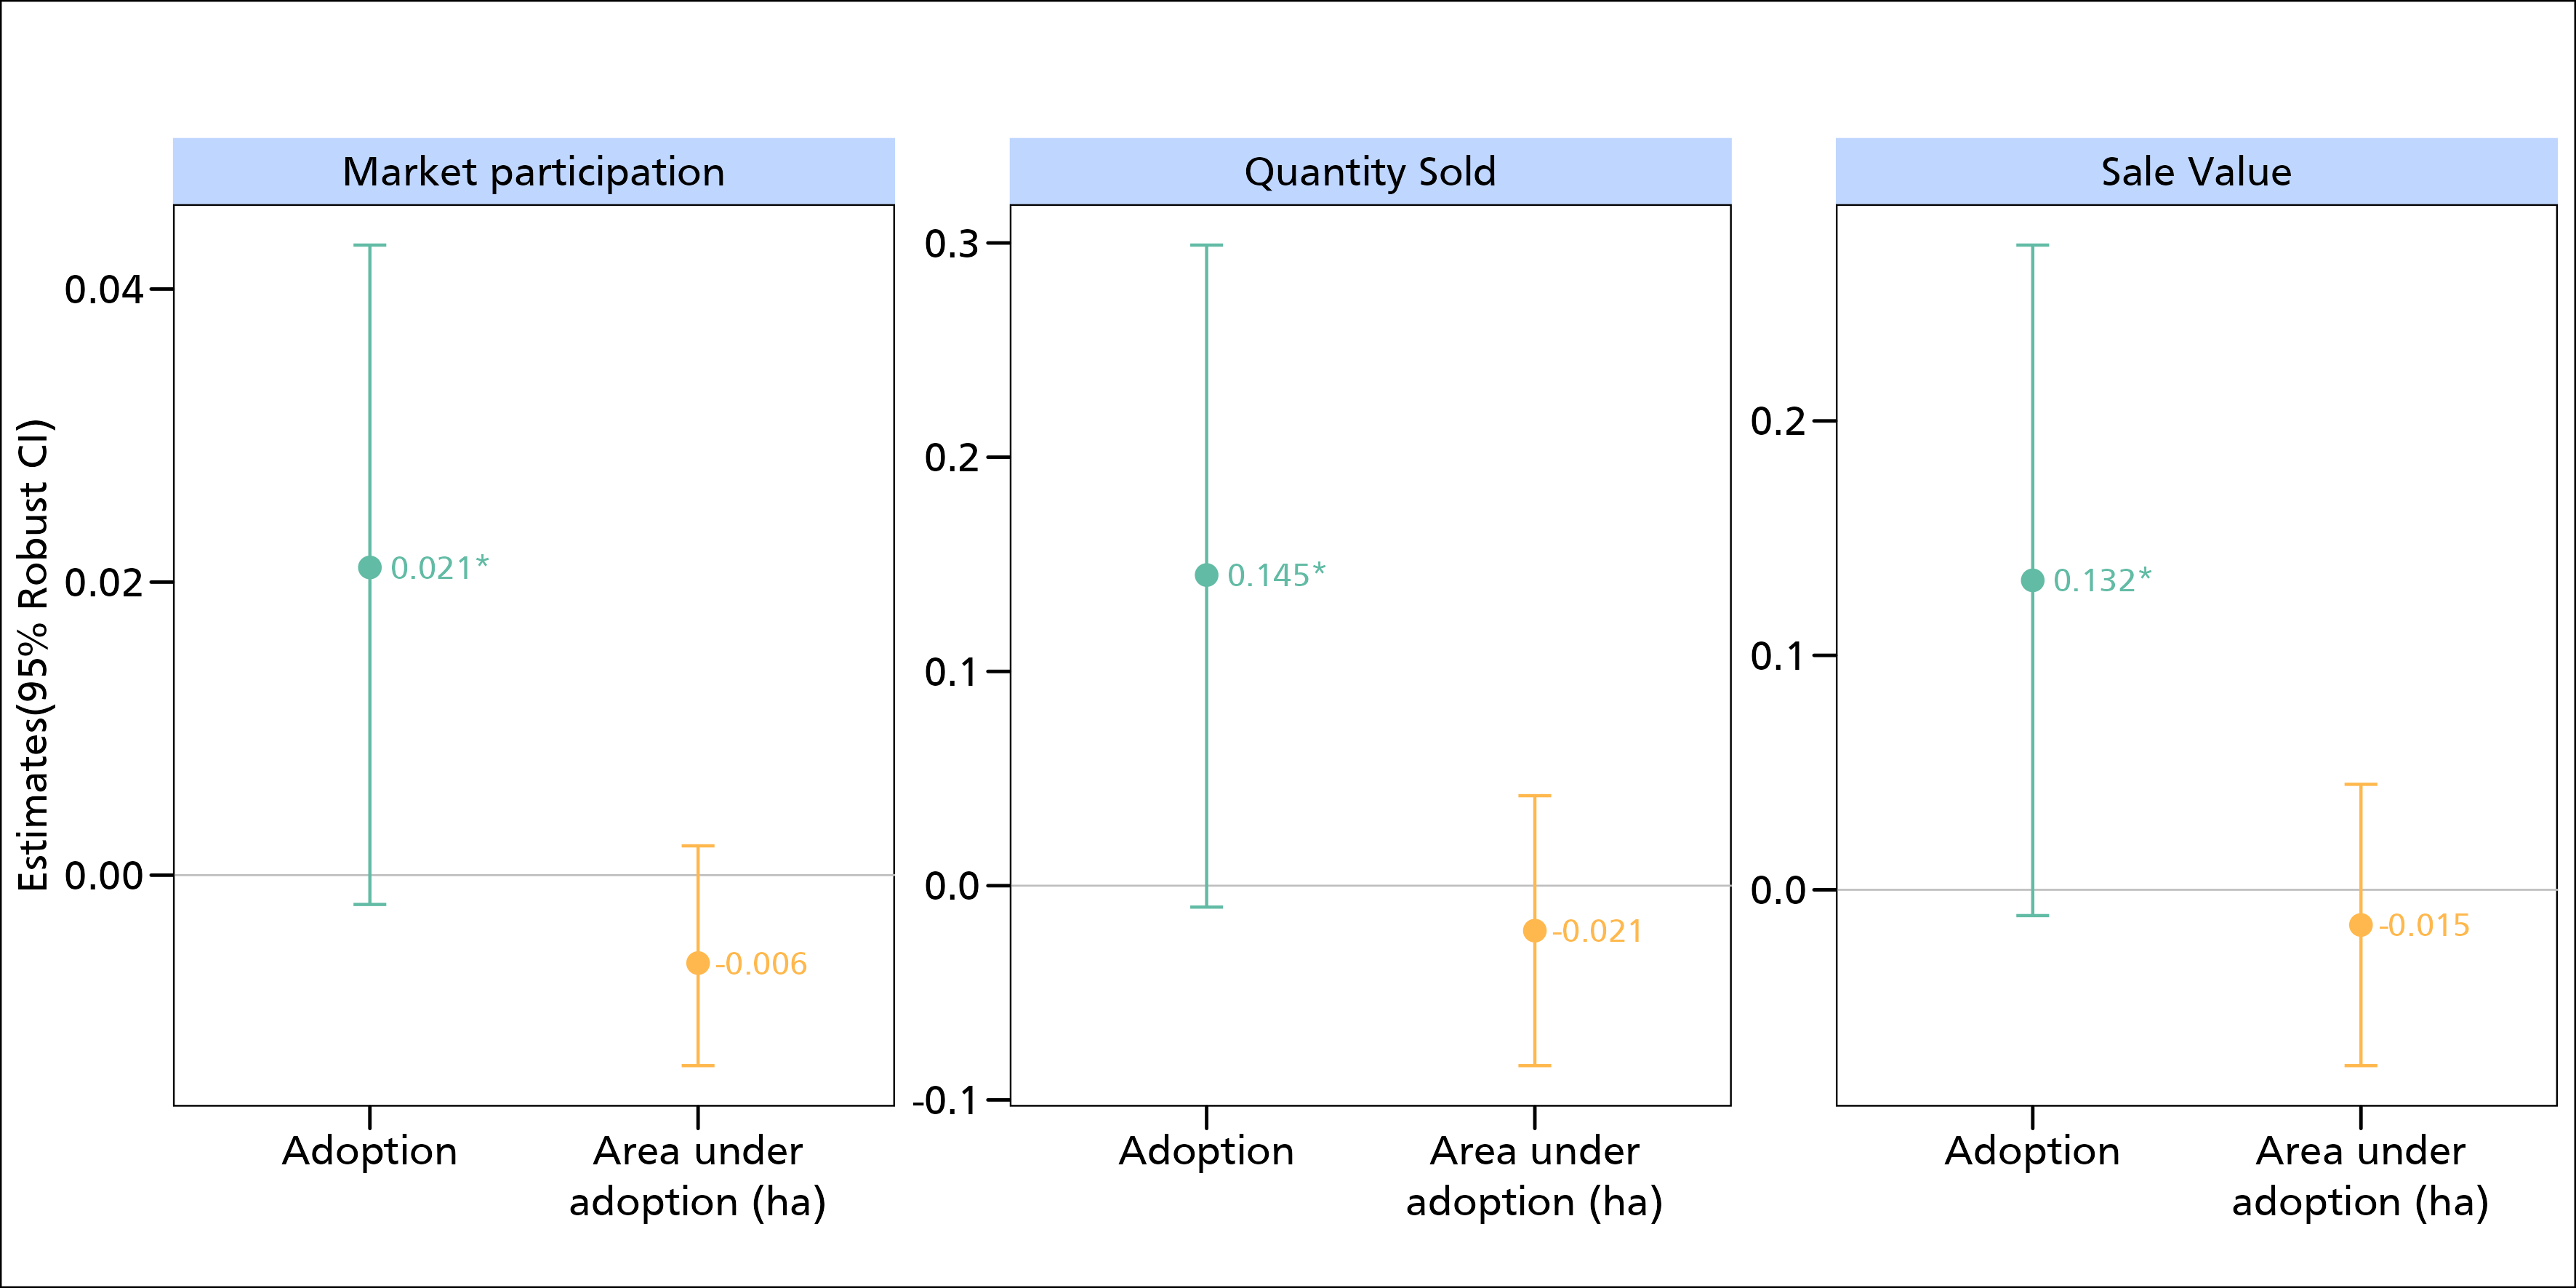 Market participation
Quantity Sold
Sale Value
Estimates(95% Robust CI)
0.04
0.02
0.00
0.021*
-0.006
Adoption
Area under
adoption (ha)
0.3
0.2
0.1
0.0
-0.1
0.145*
-0.021
Adoption
Area under
adoption (ha)
0.2
0.1
0.0
0.132*
-0.015
Adoption
Area under
adoption (ha)